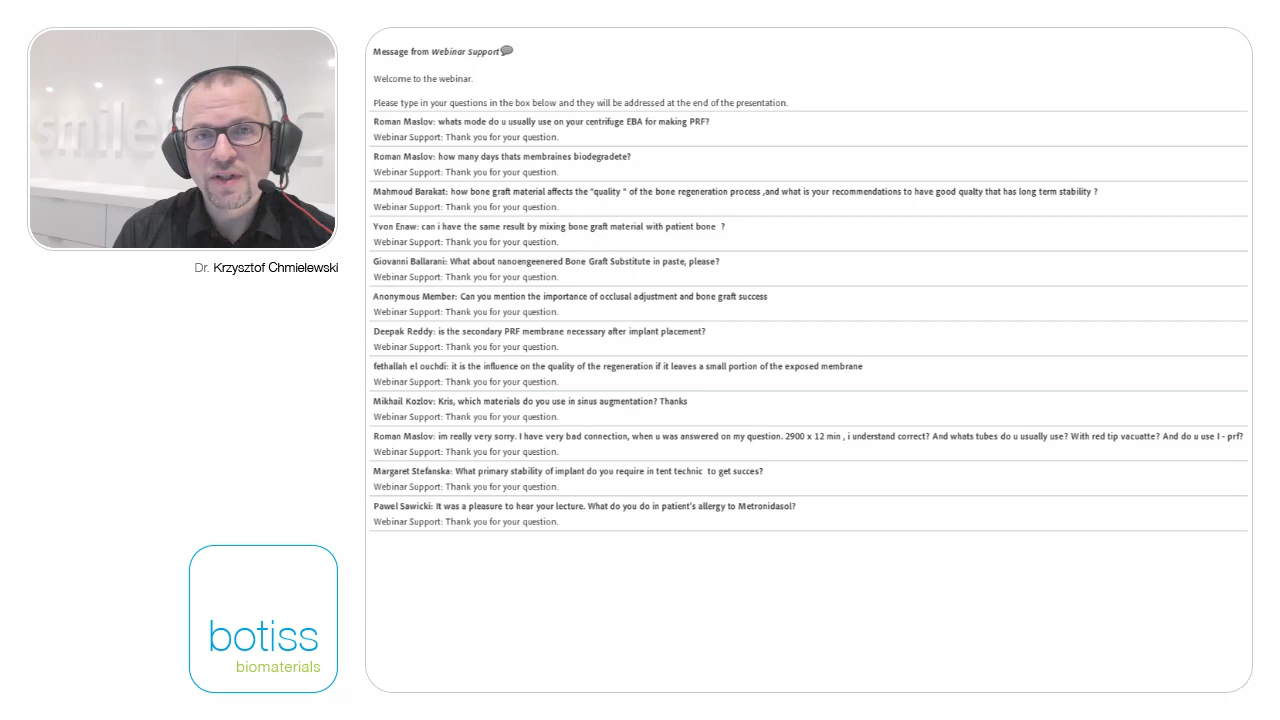 smile
Dr. Krzysztof Chmielewski
botiss
biomaterials
Message from Webinar Support
Welcome to the webinar.
Please type in your questions in the box below and they will be addressed at the end of the presentation.
Roman Maslov: whats mode do u usually use on your centrifuge EBA for making PRF?
Webinar Support: Thank you for your question.
Roman Maslov: how many days thats membraines biodegradete?
Webinar Support: Thank you for your question.
Mahmoud Barakat: how bone graft material affects the "quality " of the bone regeneration process ,and what is your recommendations to have good qualty that has long term stability ?
Webinar Support: Thank you for your question.
Yvon Enaw: can i have the same result by mixing bone graft material with patient bone  ?
Webinar Support: Thank you for your question.
Giovanni Ballarani: What about nanoengeenered Bone Graft Substitute in paste, please?
Webinar Support: Thank you for your question.
Anonymous Member: Can you mention the importance of occlusal adjustment and bone graft success
Webinar Support: Thank you for your question.
Deepak Reddy: is the secondary PRF membrane necessary after implant placement?
Webinar Support: Thank you for your question.
fethallah el ouchdi: it is the influence on the quality of the regeneration if it leaves a small portion of the exposed membrane
Webinar Support: Thank you for your question.
Mikhail Kozlov: Kris, which materials do you use in sinus augmentation? Thanks
Webinar Support: Thank you for your question.
Roman Maslov: im really very sorry. I have very bad connection, when u was answered on my question. 2900 x 12 min , i understand correct? And whats tubes do u usually use? With red tip vacuatte? And do u use I - prf?
Webinar Support: Thank you for your question.
Margaret Stefanska: What primary stability of implant do you require in tent technic  to get succes?
Webinar Support: Thank you for your question.
Pawel Sawicki: It was a pleasure to hear your lecture. What do you do in patient's allergy to Metronidasol?
Webinar Support: Thank you for your question.